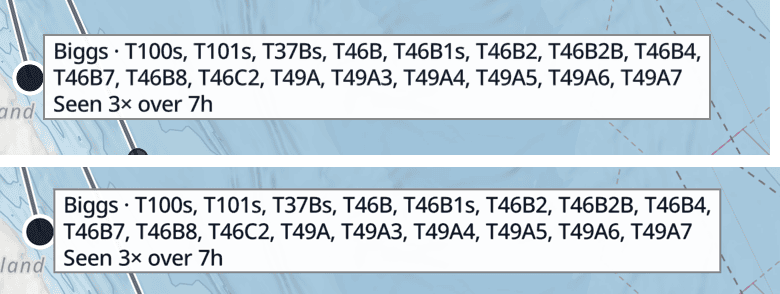 Biggs · T100s, T101s, T37Bs, T46B, T46B1s, T46B2, T46B2B, T46B4,
T46B7, T46B8, T46C2, T49A, T49A3, T49A4, T49A5, T49A6, T49A7
Seen 3× over 7h
and
Biggs · T100s, T101s, T37Bs, T46B, T46B1s, T46B2, T46B2B, T46B4,
T46B7, T46B8, T46C2, T49A, T49A3, T49A4, T49A5, T49A6, T49A7
Seen 3× over 7h
land